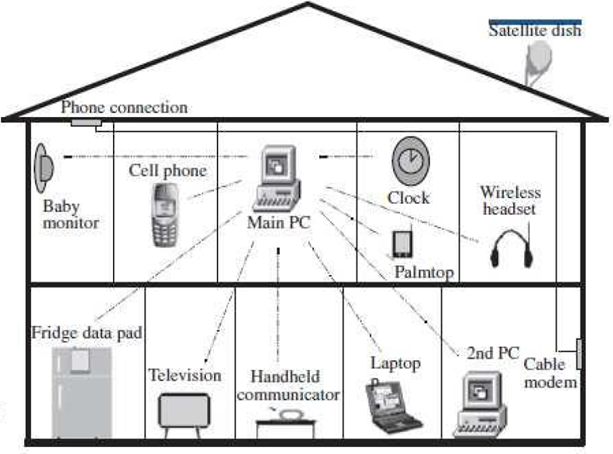 Satellite dish
Phone connection
Cell phone
Baby
monitor
Main PC
Clock
Wireless
headset
Palmtop
Fridge data pad
Television
Handheld
communicator
Laptop
2nd PC
Cable
modem